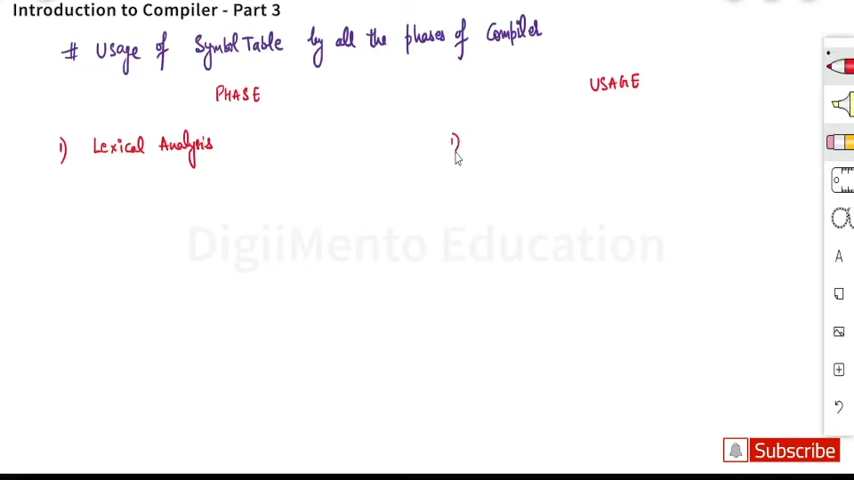 Introduction to Compiler - Part 3
# Usage of Symbol Table by all the phases of Compiler
PHASE USAGE
1) Lexical Analysis 1)
DigiiMento Education
A
Subscribe